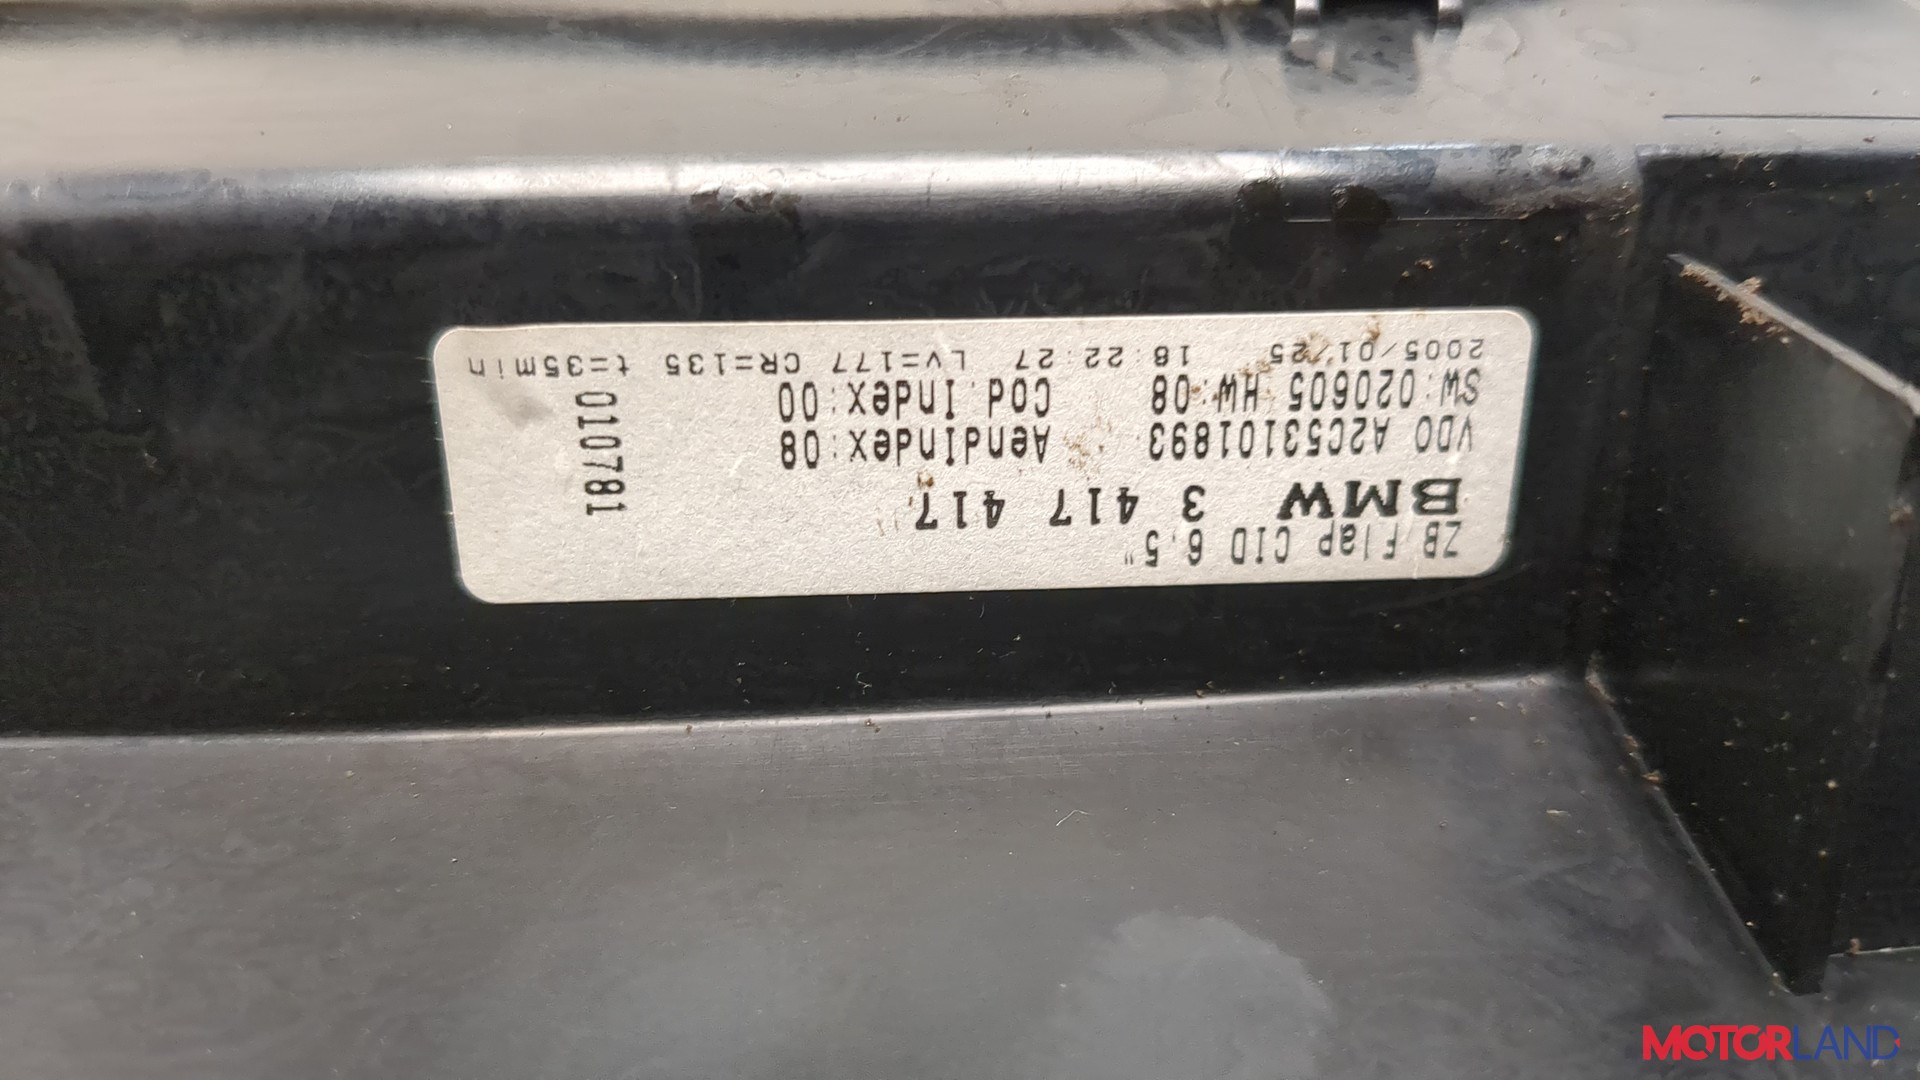 ZB Flap CID 6.5"
BMW 3 417 417
VDO A2C53101893 AendIndex:08
SW:020605 HW:08 Cod.Index:00
2005/01/25 18:22:27 LV=177 CR=135 t=35min
010781
MOTORLAND